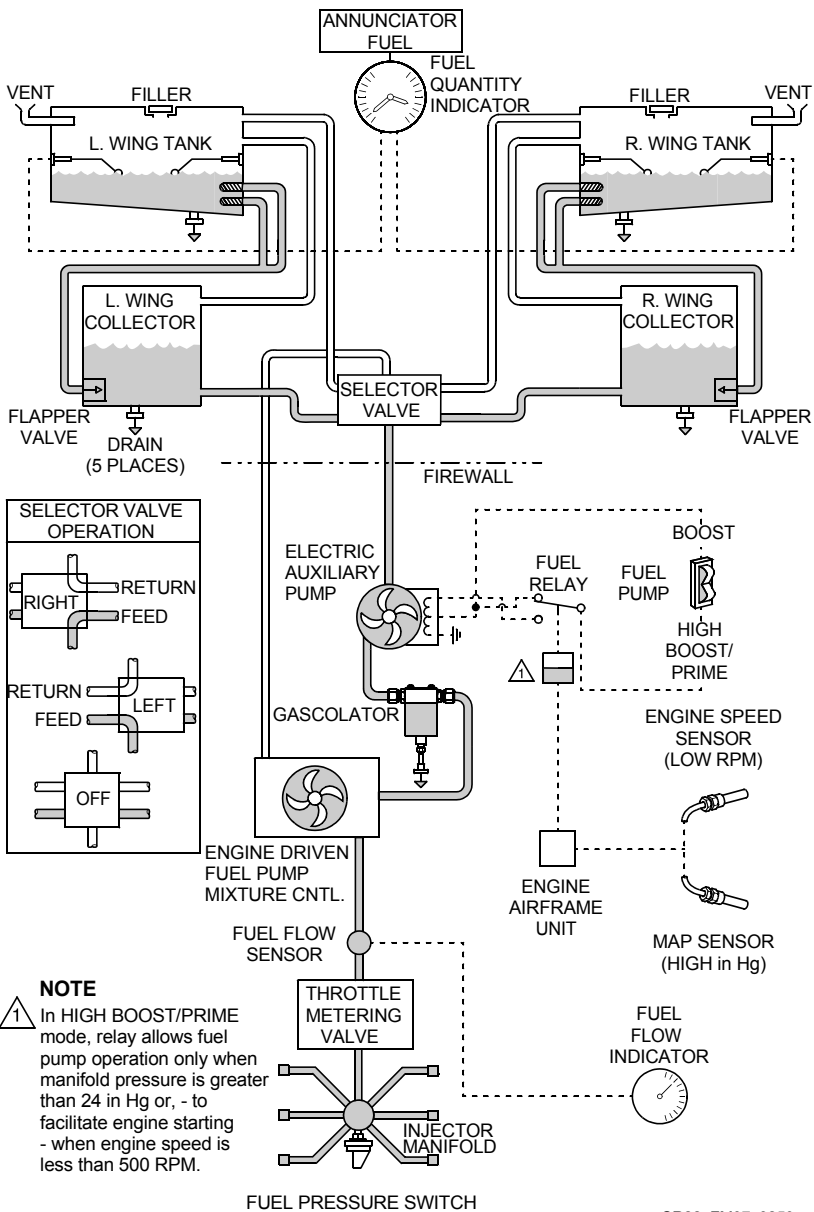 ANNUNCIATOR
FUEL
FUEL
QUANTITY
INDICATOR
VENT
FILLER
L. WING TANK
FILLER
VENT
R. WING TANK
L. WING
COLLECTOR
R. WING
COLLECTOR
SELECTOR
VALVE
FLAPPER
VALVE
DRAIN
(5 PLACES)
FLAPPER
VALVE
FIREWALL
SELECTOR VALVE
OPERATION
RIGHT
RETURN
FEED
RETURN
FEED
LEFT
OFF
ELECTRIC
AUXILIARY
PUMP
FUEL
RELAY
BOOST
FUEL
PUMP
HIGH
BOOST/
PRIME
1
GASCOLATOR
ENGINE SPEED
SENSOR
(LOW RPM)
ENGINE DRIVEN
FUEL PUMP
MIXTURE CNTL.
ENGINE
AIRFRAME
UNIT
MAP SENSOR
(HIGH in Hg)
FUEL FLOW
SENSOR
THROTTLE
METERING
VALVE
FUEL
FLOW
INDICATOR
INJECTOR
MANIFOLD
FUEL PRESSURE SWITCH
NOTE
1
In HIGH BOOST/PRIME
mode, relay allows fuel
pump operation only when
manifold pressure is greater
than 24 in Hg or, - to
facilitate engine starting
- when engine speed is
less than 500 RPM.